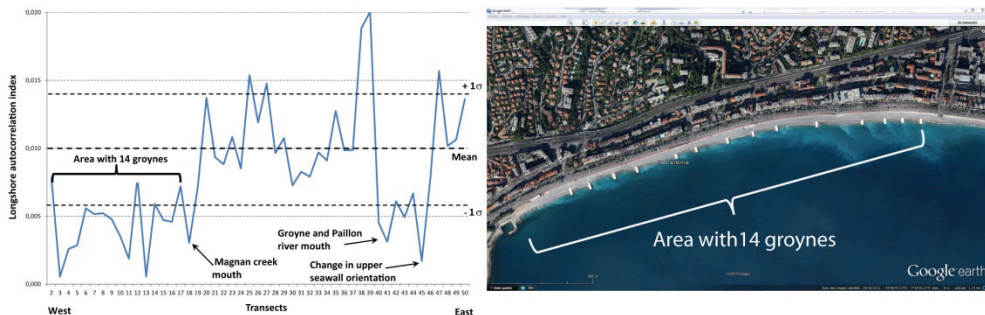 0,020
0,015
0,010
0,005
0,000
Longshore autocorrelation index
+ 1σ
Mean
- 1σ
Area with 14 groynes
Magnan creek
mouth
Groyne and Paillon
river mouth
Change in upper
seawall orientation
2 3 4 5 6 7 8 9 10 11 12 13 14 15 16 17 18 19 20 21 22 23 24 25 26 27 28 29 30 31 32 33 34 35 36 37 38 39 40 41 42 43 44 45 46 47 48 49 50
West
Transects
East
Area with14 groynes
Google earth